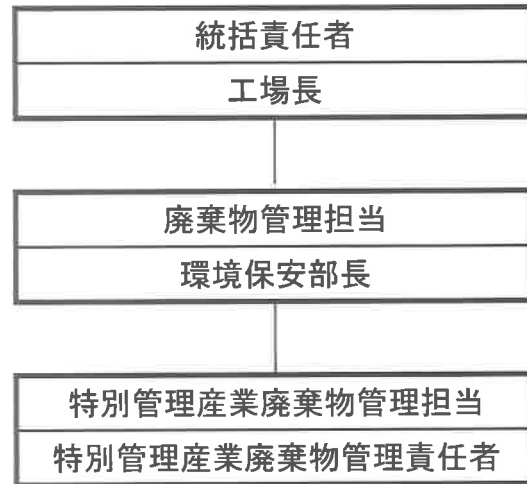 統括責任者
工場長
廃棄物管理担当
環境保安部長
特別管理産業廃棄物管理担当
特別管理産業廃棄物管理責任者